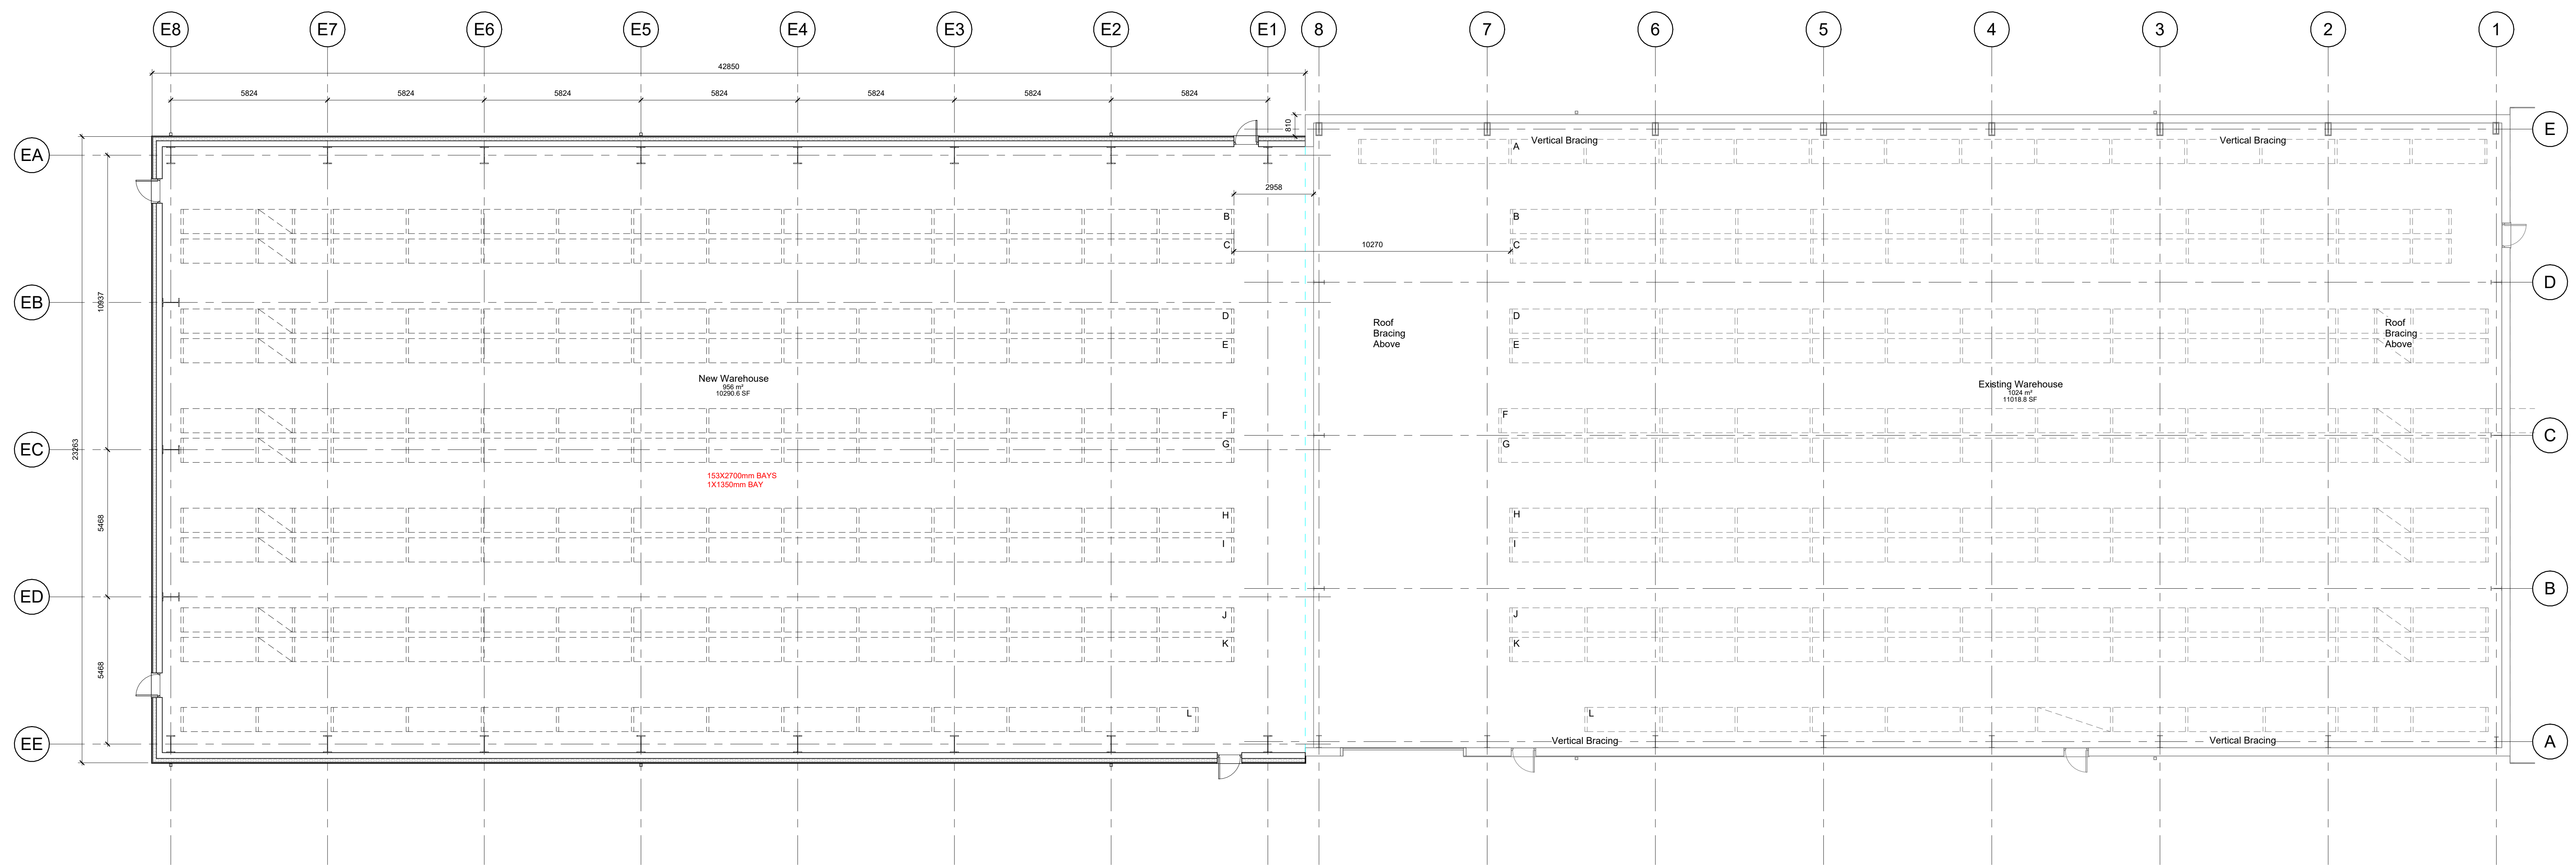 E8
E7
E6
E5
E4
E3
E2
E1
8
7
6
5
4
3
2
1
42850
5824
5824
5824
5824
5824
5824
5824
810
EA
E
A
Vertical Bracing
Vertical Bracing
2958
B
B
C
10270
C
EB
10937
D
D
D
Roof
Bracing
Above
Roof
Bracing
Above
E
E
New Warehouse
956 m²
10290.6 SF
Existing Warehouse
1024 m²
11018.8 SF
F
F
EC
23263
G
G
C
153X2700mm BAYS
1X1350mm BAY
5468
H
H
I
I
ED
B
J
J
K
K
5468
L
L
EE
Vertical Bracing
Vertical Bracing
A